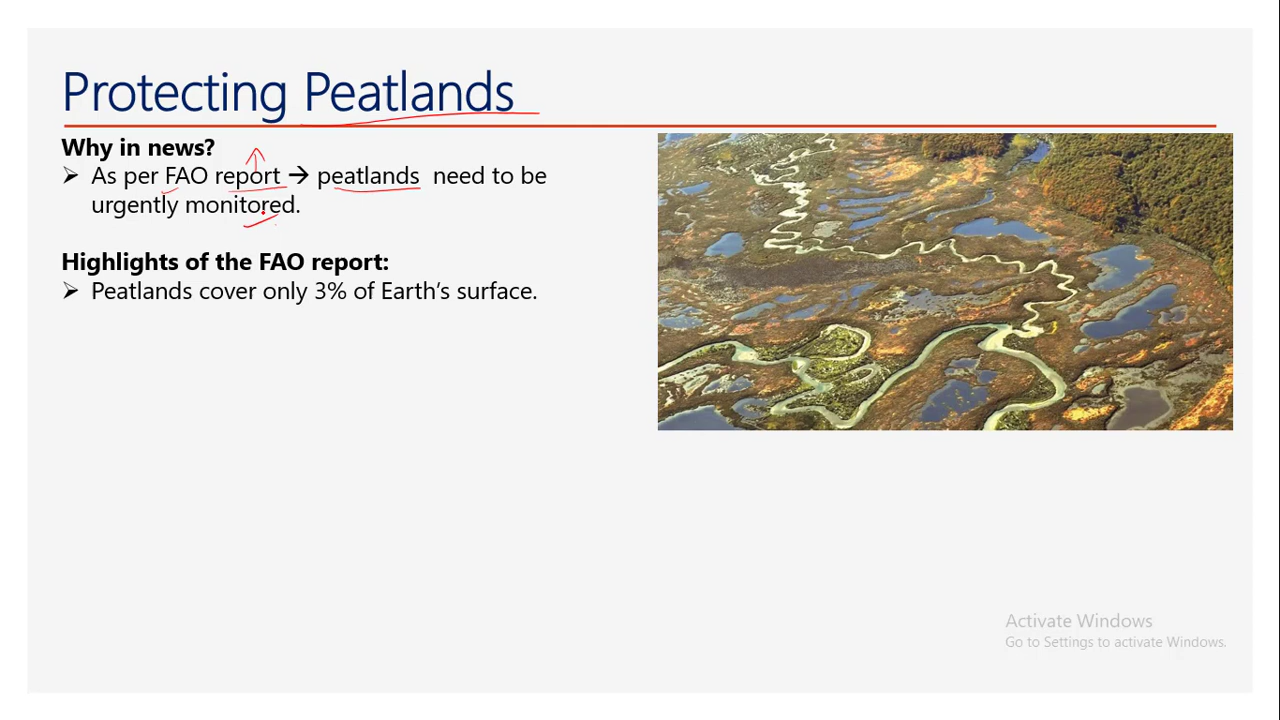 Protecting Peatlands
Why in news?
➢ As per FAO report → peatlands need to be
urgently monitored.
Highlights of the FAO report:
➢ Peatlands cover only 3% of Earth’s surface.
Activate Windows
Go to Settings to activate Windows.